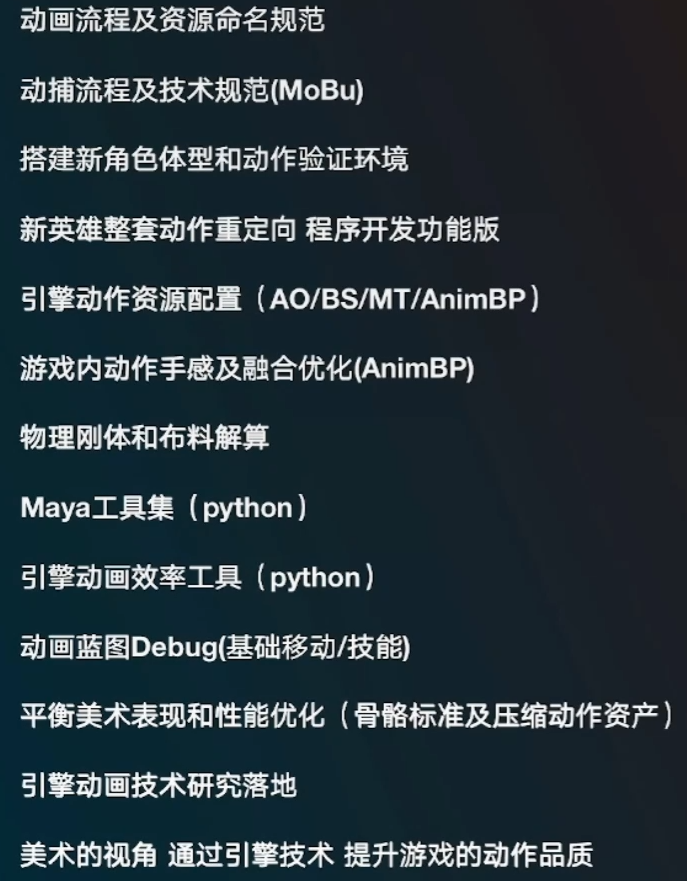 动画流程及资源命名规范
动捕流程及技术规范(MoBu)
搭建新角色体型和动作验证环境
新英雄整套动作重定向 程序开发功能版
引擎动作资源配置（AO/BS/MT/AnimBP）
游戏内动作手感及融合优化(AnimBP)
物理刚体和布料解算
Maya工具集（python）
引擎动画效率工具（python）
动画蓝图Debug(基础移动/技能)
平衡美术表现和性能优化（骨骼标准及压缩动作资产）
引擎动画技术研究落地
美术的视角 通过引擎技术 提升游戏的动作品质